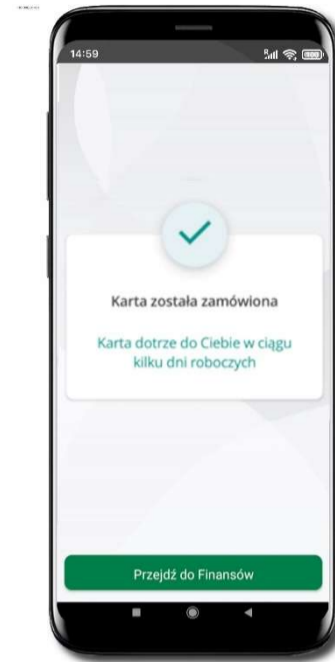 14:59
Karta została zamówiona
Karta dotrze do Ciebie w ciągu
kilku dni roboczych
Przejdź do Finansów